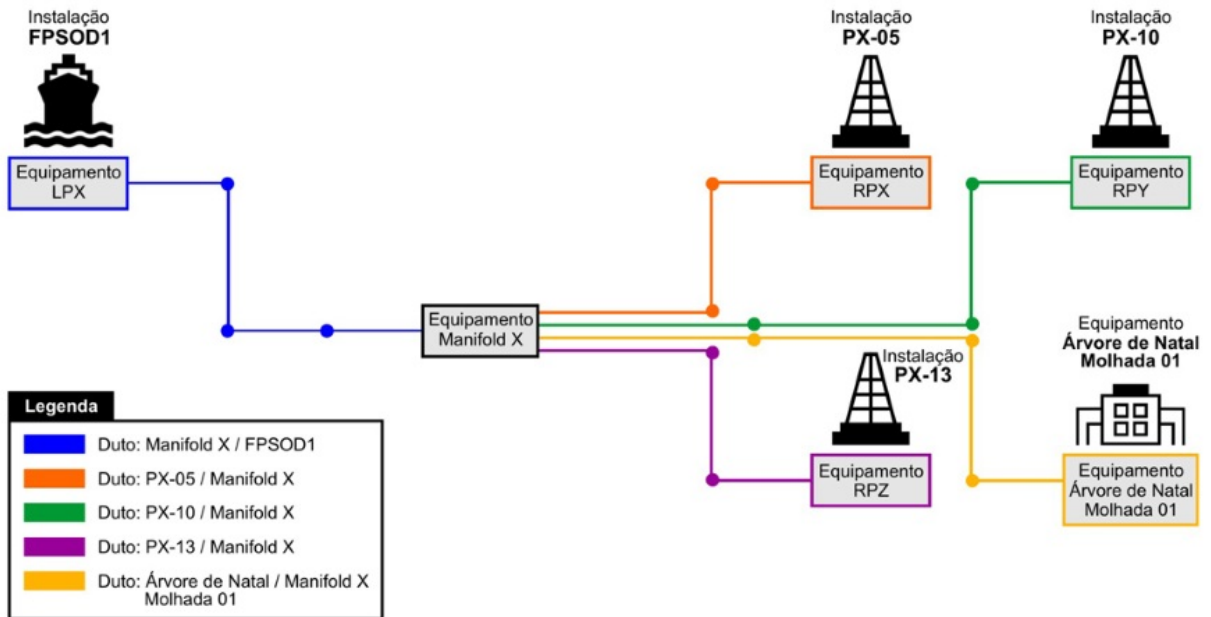 Instalação
FPSOD1
Equipamento
LPX
Instalação
PX-05
Equipamento
RPX
Instalação
PX-10
Equipamento
RPY
Equipamento
Manifold X
Instalação
PX-13
Equipamento
RPZ
Equipamento
Árvore de Natal
Molhada 01
Equipamento
Árvore de Natal
Molhada 01
Legenda
Duto: Manifold X / FPSOD1
Duto: PX-05 / Manifold X
Duto: PX-10 / Manifold X
Duto: PX-13 / Manifold X
Duto: Árvore de Natal / Manifold X
Molhada 01